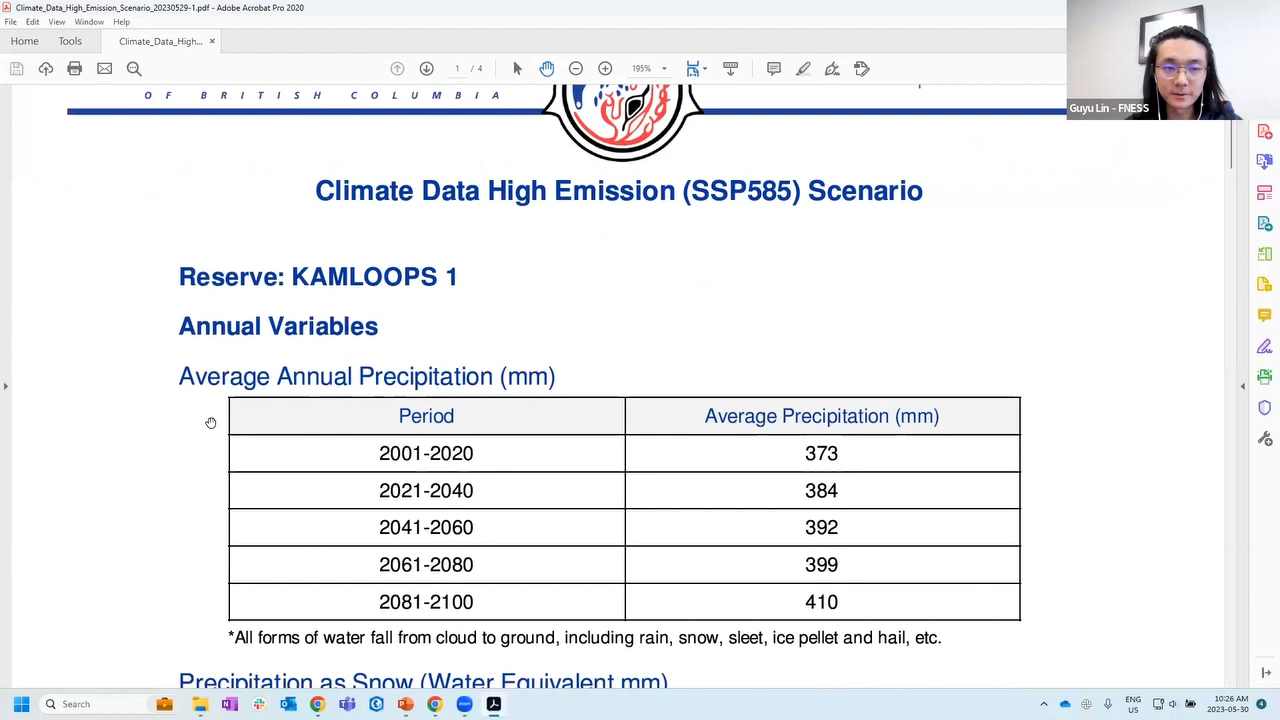 Climate_Data_High_Emission_Scenario_20230529-1.pdf - Adobe Acrobat Pro 2020
File Edit View Window Help
Home Tools Climate_Data_High... ×
1 / 4 195%
Guyu Lin - FNESS
OF BRITISH COLUMBIA
Climate Data High Emission (SSP585) Scenario
Reserve: KAMLOOPS 1
Annual Variables
Average Annual Precipitation (mm)
Period Average Precipitation (mm)
2001-2020 373
2021-2040 384
2041-2060 392
2061-2080 399
2081-2100 410
*All forms of water fall from cloud to ground, including rain, snow, sleet, ice pellet and hail, etc.
Precipitation as Snow (Water Equivalent mm)
Search
ENG
US
10:26 AM
2023-05-30
4